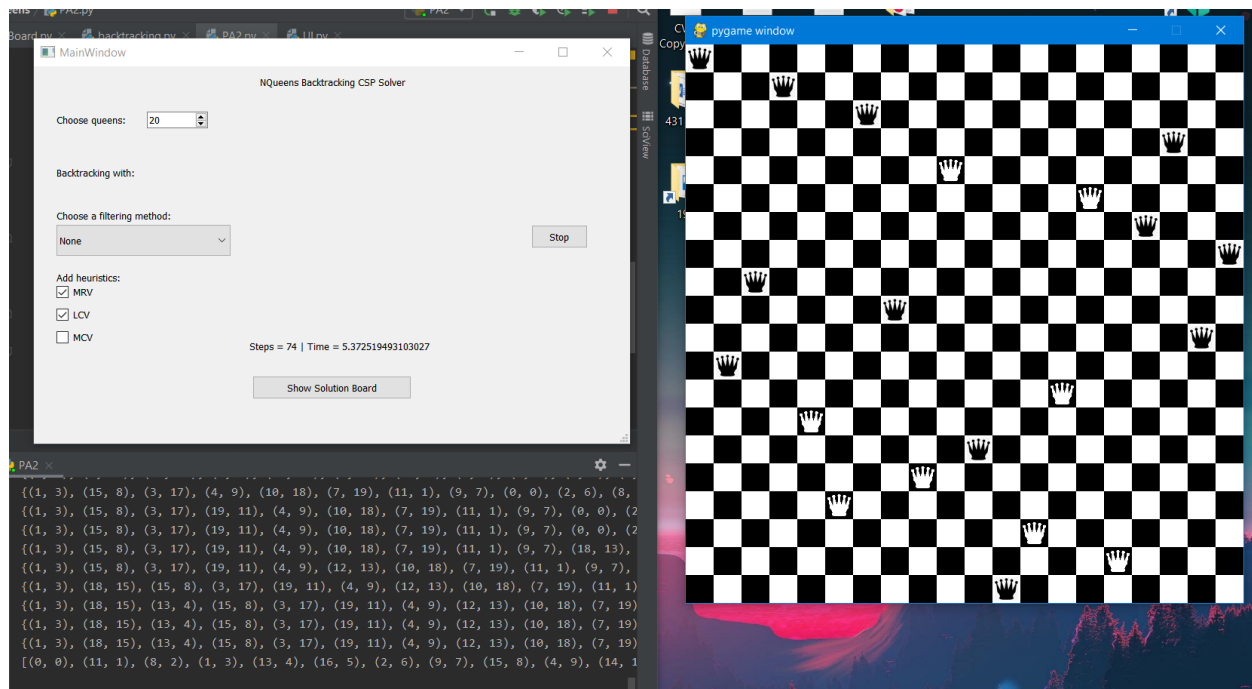 PA2.py
PA2
Board.py
backtracking.py
PA2.py
UI.py
MainWindow
NQueens Backtracking CSP Solver
Choose queens: 20
Backtracking with:
Choose a filtering method:
None
Stop
Add heuristics:
MRV
LCV
MCV
Steps = 74 | Time = 5.372519493103027
Show Solution Board
Database
SciView
Copy
431
pygame window
PA2
{(1, 3), (15, 8), (3, 17), (4, 9), (10, 18), (7, 19), (11, 1), (9, 7), (0, 0), (2, 6), (8,
{(1, 3), (15, 8), (3, 17), (19, 11), (4, 9), (10, 18), (7, 19), (11, 1), (9, 7), (0, 0), (2
{(1, 3), (15, 8), (3, 17), (19, 11), (4, 9), (10, 18), (7, 19), (11, 1), (9, 7), (0, 0), (2
{(1, 3), (15, 8), (3, 17), (19, 11), (4, 9), (10, 18), (7, 19), (11, 1), (9, 7), (18, 13),
{(1, 3), (15, 8), (3, 17), (19, 11), (4, 9), (12, 13), (10, 18), (7, 19), (11, 1), (9, 7),
{(1, 3), (18, 15), (15, 8), (3, 17), (19, 11), (4, 9), (12, 13), (10, 18), (7, 19), (11, 1)
{(1, 3), (18, 15), (13, 4), (15, 8), (3, 17), (19, 11), (4, 9), (12, 13), (10, 18), (7, 19)
{(1, 3), (18, 15), (13, 4), (15, 8), (3, 17), (19, 11), (4, 9), (12, 13), (10, 18), (7, 19)
{(1, 3), (18, 15), (13, 4), (15, 8), (3, 17), (19, 11), (4, 9), (12, 13), (10, 18), (7, 19)
[(0, 0), (11, 1), (8, 2), (1, 3), (13, 4), (16, 5), (2, 6), (9, 7), (15, 8), (4, 9), (14, 1